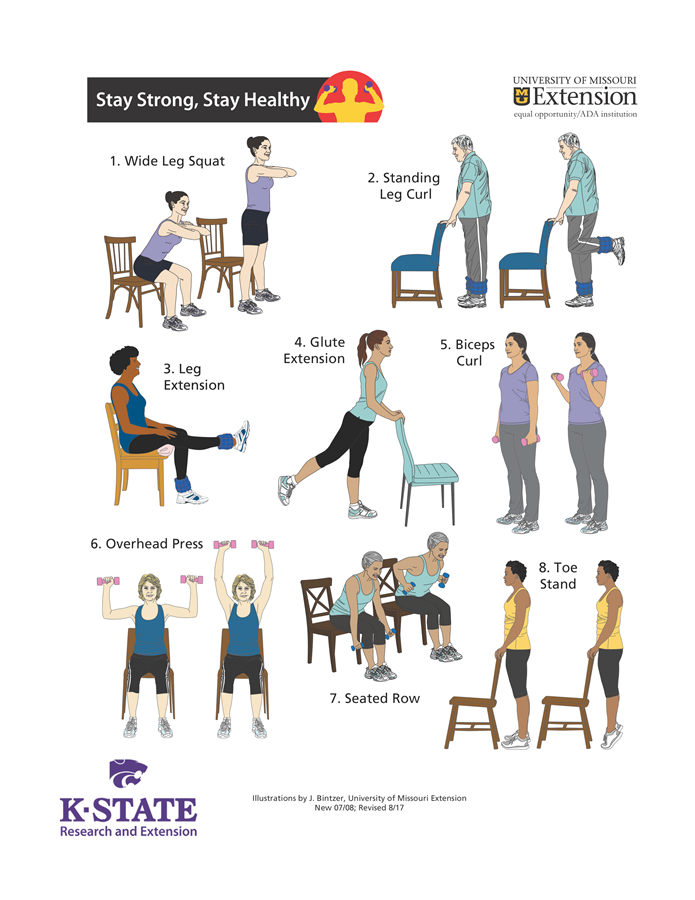 Stay Strong, Stay Healthy
UNIVERSITY OF MISSOURI
MU Extension
equal opportunity/ADA institution
1. Wide Leg Squat
2. Standing
Leg Curl
3. Leg
Extension
4. Glute
Extension
5. Biceps
Curl
6. Overhead Press
7. Seated Row
8. Toe
Stand
K-STATE
Research and Extension
Illustrations by J. Bintzer, University of Missouri Extension
New 07/08; Revised 8/17